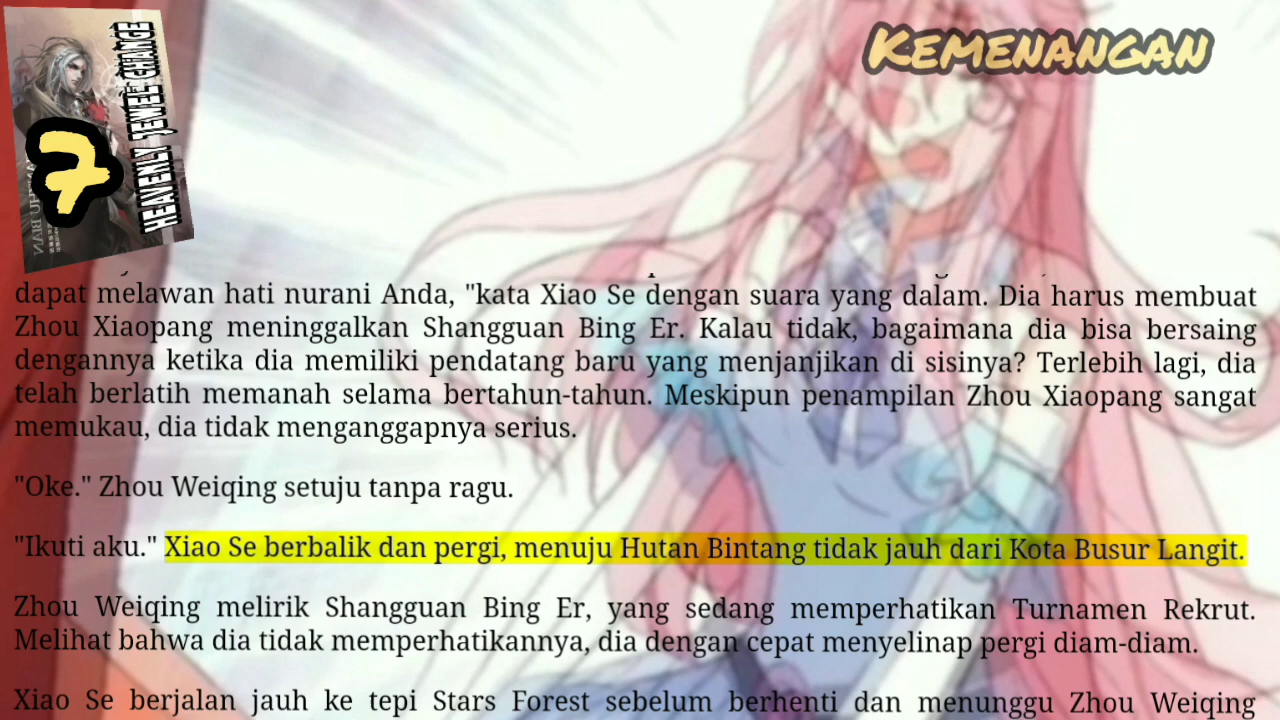 Kemenangan
7
HEAVENLY JEWEL CHANGE
dapat melawan hati nurani Anda, "kata Xiao Se dengan suara yang dalam. Dia harus membuat
Zhou Xiaopang meninggalkan Shangguan Bing Er. Kalau tidak, bagaimana dia bisa bersaing
dengannya ketika dia memiliki pendatang baru yang menjanjikan di sisinya? Terlebih lagi, dia
telah berlatih memanah selama bertahun-tahun. Meskipun penampilan Zhou Xiaopang sangat
memukau, dia tidak menganggapnya serius.
"Oke." Zhou Weiqing setuju tanpa ragu.
"Ikuti aku." Xiao Se berbalik dan pergi, menuju Hutan Bintang tidak jauh dari Kota Busur Langit.
Zhou Weiqing melirik Shangguan Bing Er, yang sedang memperhatikan Turnamen Rekrut.
Melihat bahwa dia tidak memperhatikannya, dia dengan cepat menyelinap pergi diam-diam.
Xiao Se berjalan jauh ke tepi Stars Forest sebelum berhenti dan menunggu Zhou Weiqing